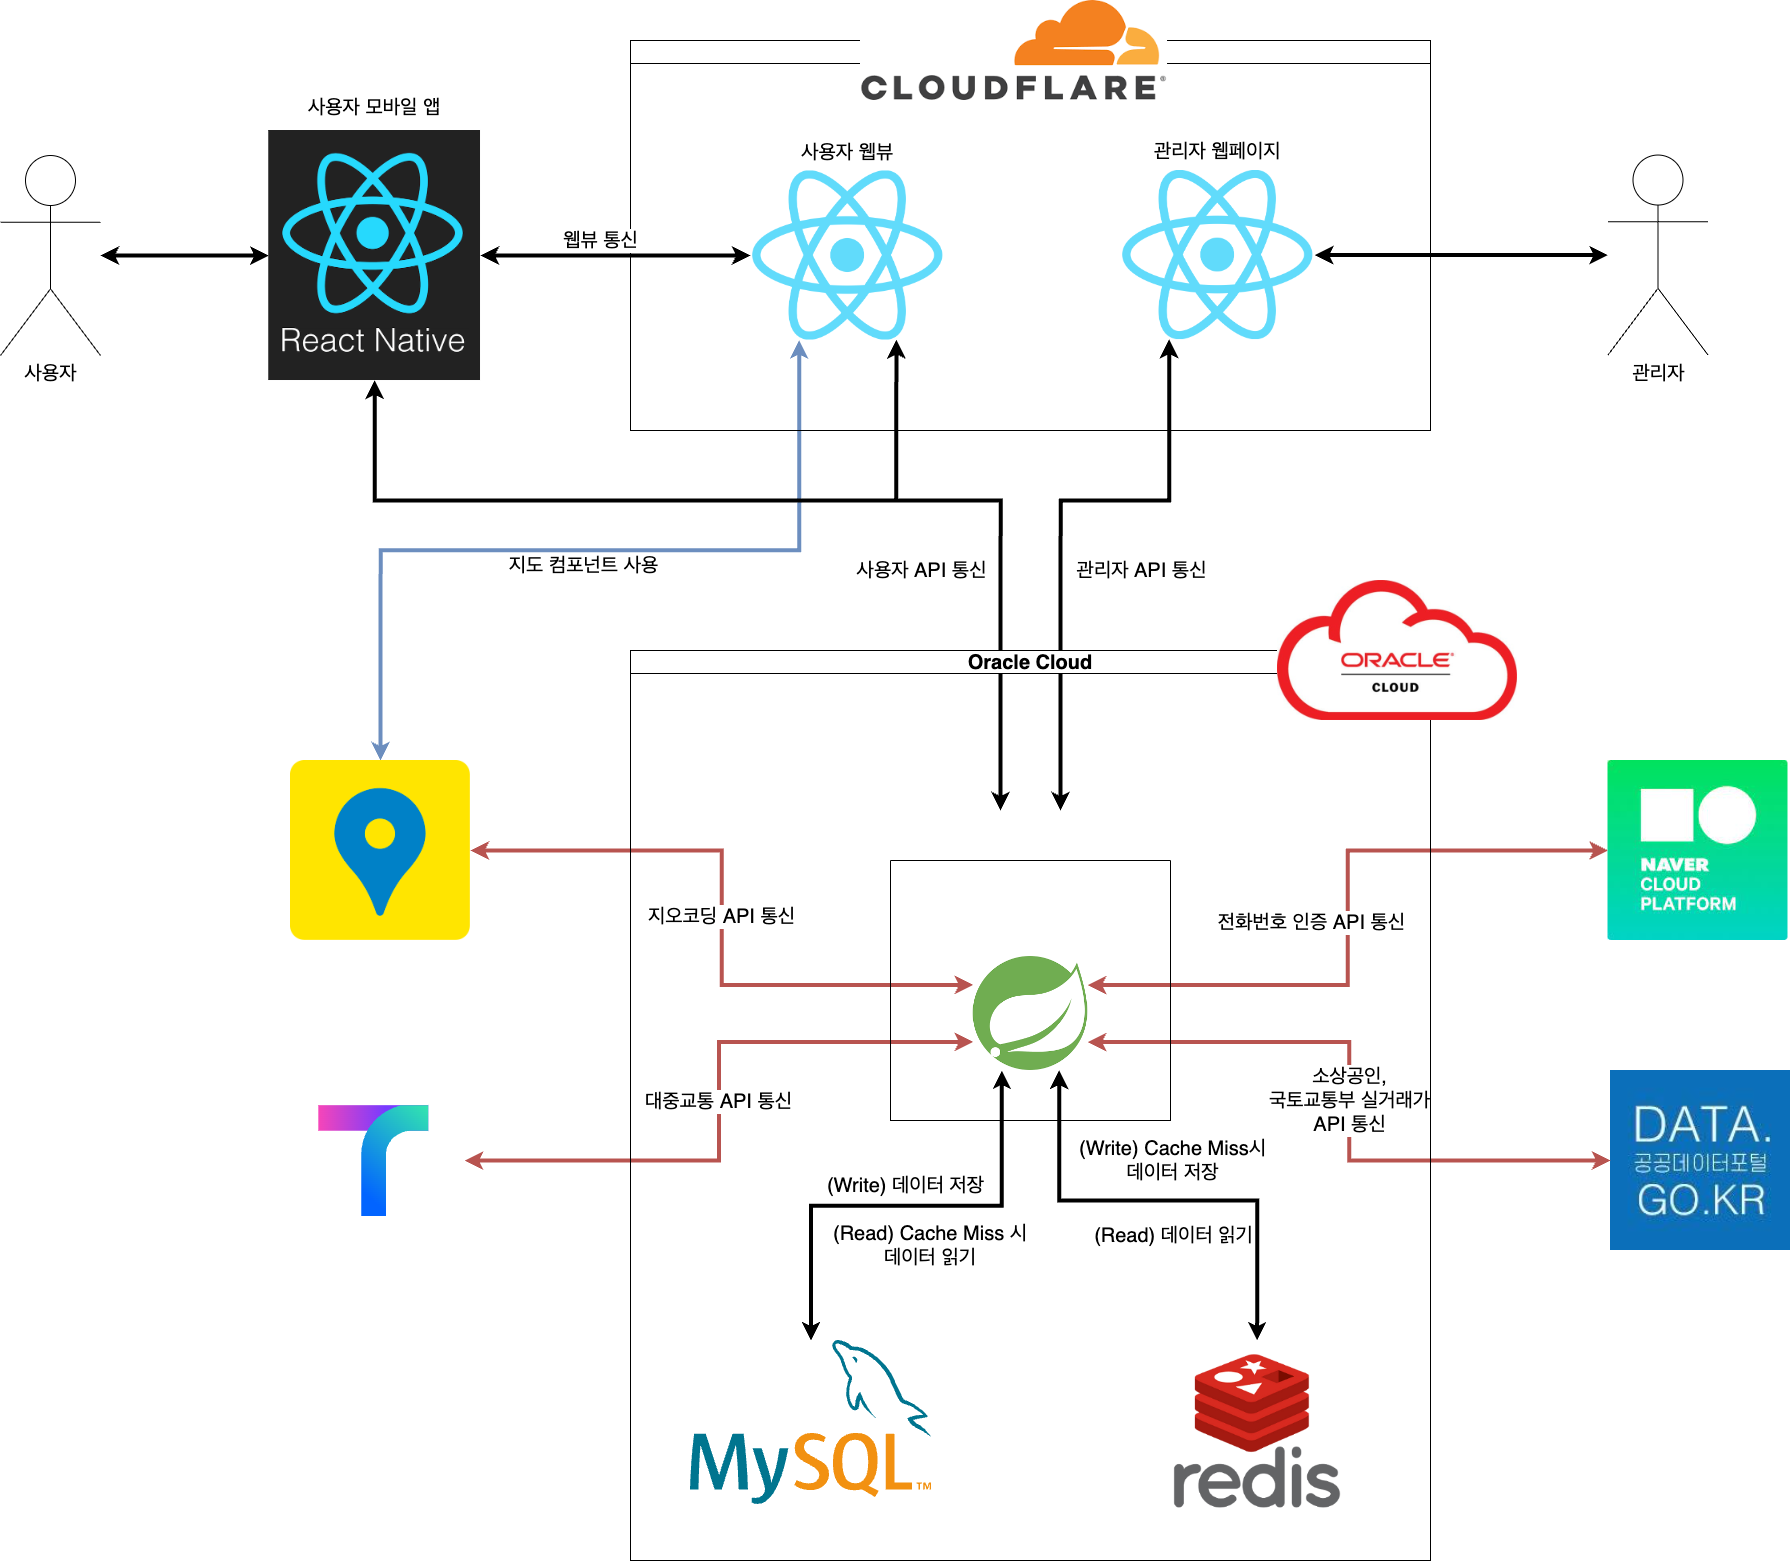 CLOUDFLARE®
사용자 모바일 앱
사용자 웹뷰
관리자 웹페이지
웹뷰 통신
React Native
사용자
관리자
지도 컴포넌트 사용
사용자 API 통신
관리자 API 통신
Oracle Cloud
ORACLE®
CLOUD
NAVER
CLOUD
PLATFORM
지오코딩 API 통신
전화번호 인증 API 통신
대중교통 API 통신
소상공인,
국토교통부 실거래가
API 통신
DATA.
공공데이터포털
GO.KR
(Write) 데이터 저장
(Write) Cache Miss시
데이터 저장
(Read) Cache Miss 시
데이터 읽기
(Read) 데이터 읽기
MySQL™
redis